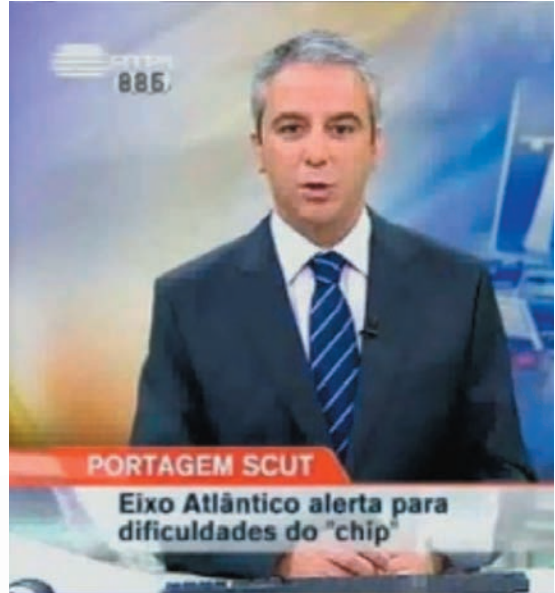 PORTAGEM SCUT
Eixo Atlântico alerta para
dificuldades do "chip"